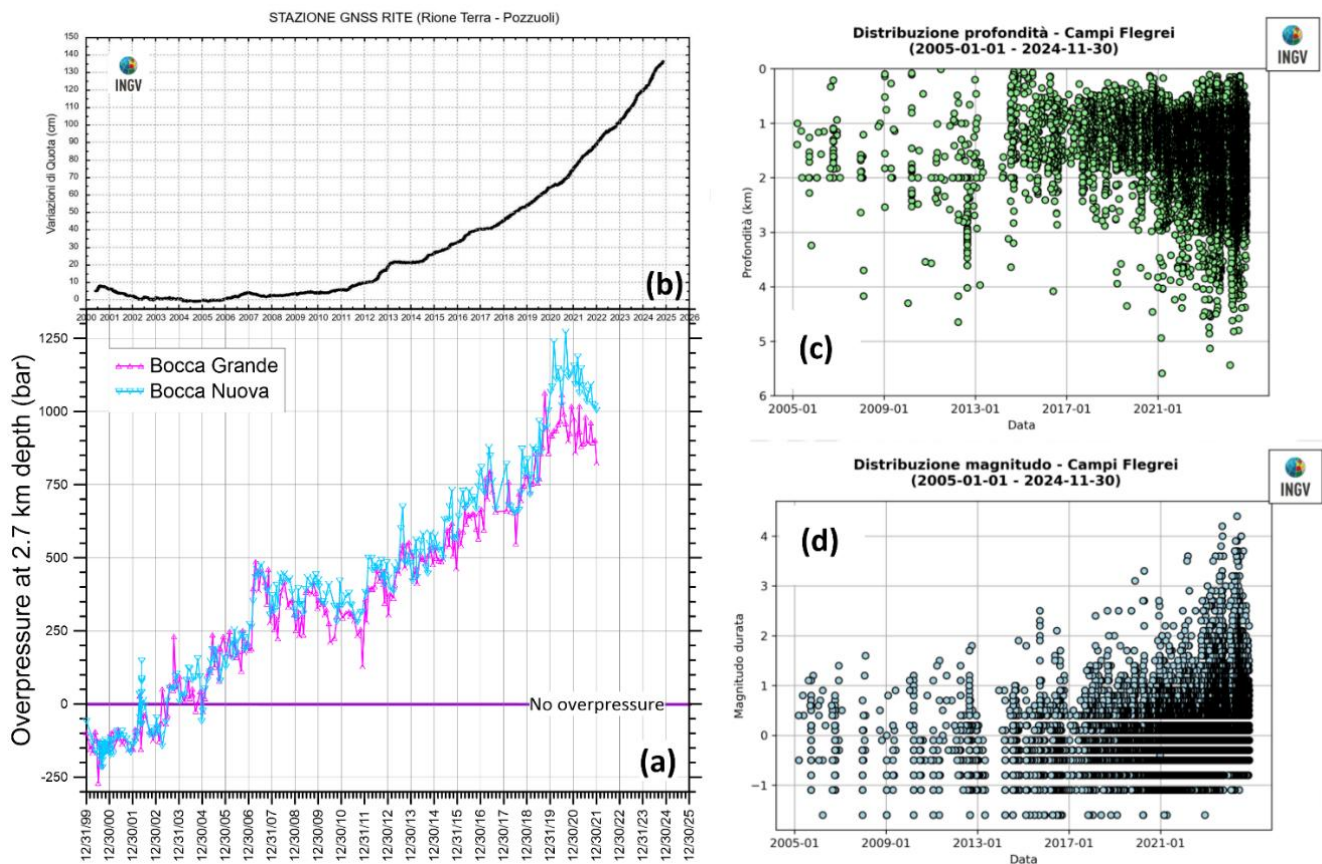 STAZIONE GNSS RITE (Rione Terra - Pozzuoli)
150
140
130
120
110
100
90
80
70
60
50
40
30
20
10
0
Variazioni di Quota (cm)
INGV
(b)
2000 2001 2002 2003 2004 2005 2006 2007 2008 2009 2010 2011 2012 2013 2014 2015 2016 2017 2018 2019 2020 2021 2022 2023 2024 2025 2026
1250
1000
750
500
250
0
-250
Overpressure at 2.7 km depth (bar)
Bocca Grande
Bocca Nuova
No overpressure
(a)
12/31/99
12/30/00
12/30/01
12/30/02
12/31/03
12/30/04
12/30/05
12/30/06
12/31/07
12/30/08
12/30/09
12/30/10
12/31/11
12/30/12
12/30/13
12/30/14
12/31/15
12/30/16
12/30/17
12/30/18
12/31/19
12/30/20
12/30/21
12/30/22
12/31/23
12/30/24
12/30/25
Distribuzione profondità - Campi Flegrei
(2005-01-01 - 2024-11-30)
INGV
0
1
2
3
4
5
6
Profondità (km)
(c)
2005-01 2009-01 2013-01 2017-01 2021-01
Data
Distribuzione magnitudo - Campi Flegrei
(2005-01-01 - 2024-11-30)
INGV
(d)
4
3
2
1
0
−1
Magnitudo durata
2005-01 2009-01 2013-01 2017-01 2021-01
Data